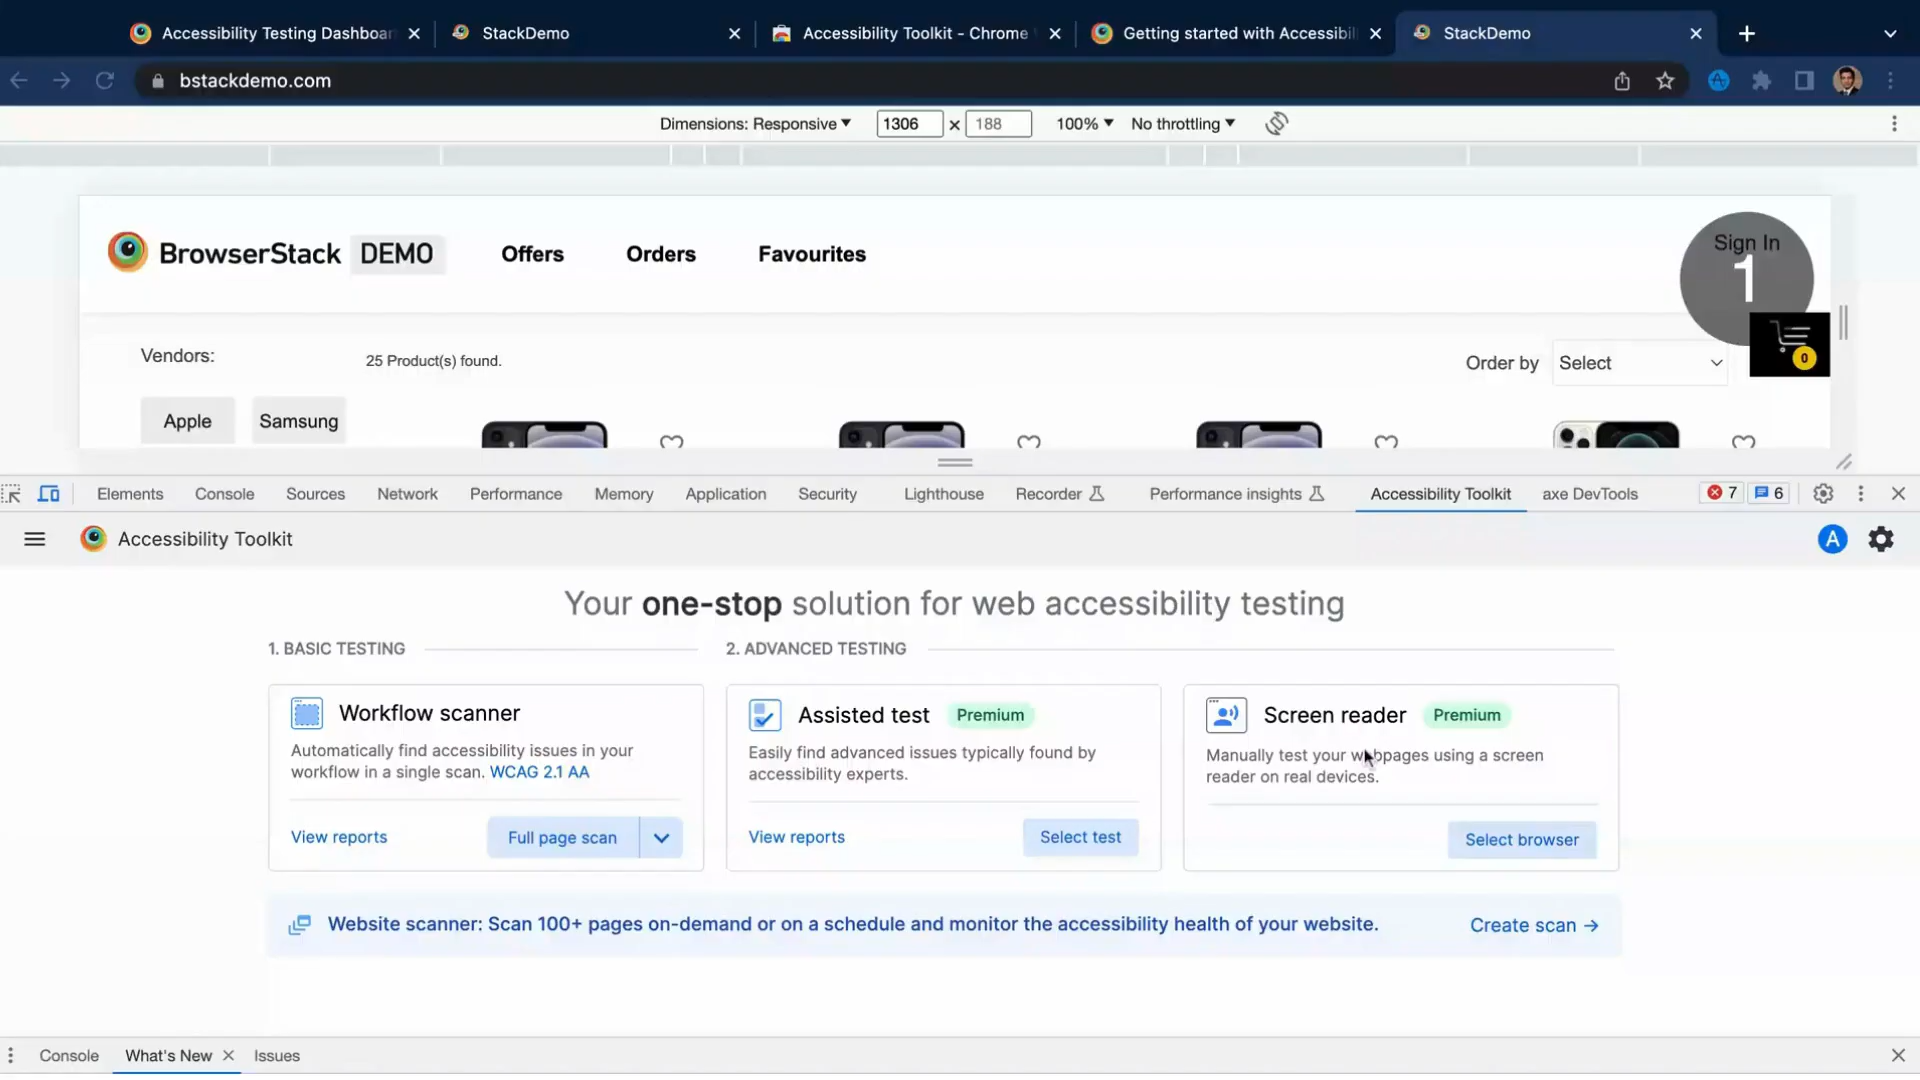 Accessibility Testing Dashboar
StackDemo
Accessibility Toolkit - Chrome
Getting started with Accessibil
StackDemo
bstackdemo.com
Dimensions: Responsive 1306 × 188 100% No throttling
BrowserStack DEMO Offers Orders Favourites Sign In
1
Vendors: 25 Product(s) found. Order by Select 0
Apple Samsung
Elements Console Sources Network Performance Memory Application Security Lighthouse Recorder Performance insights Accessibility Toolkit axe DevTools 7 6
Accessibility Toolkit A
Your one-stop solution for web accessibility testing
1. BASIC TESTING
2. ADVANCED TESTING
Workflow scanner
Automatically find accessibility issues in your
workflow in a single scan. WCAG 2.1 AA
View reports Full page scan
Assisted test Premium
Easily find advanced issues typically found by
accessibility experts.
View reports Select test
Screen reader Premium
Manually test your webpages using a screen
reader on real devices.
Select browser
Website scanner: Scan 100+ pages on-demand or on a schedule and monitor the accessibility health of your website. Create scan →
Console What's New Issues